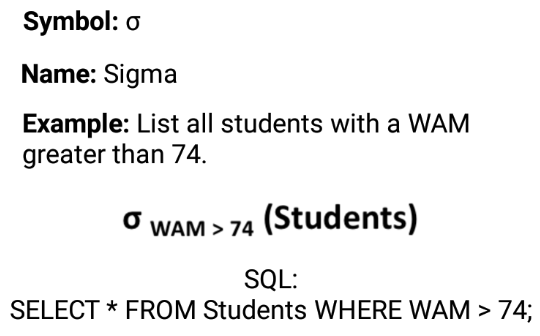 Symbol: σ
Name: Sigma
Example: List all students with a WAM
greater than 74.
σ WAM > 74 (Students)
SQL:
SELECT * FROM Students WHERE WAM > 74;